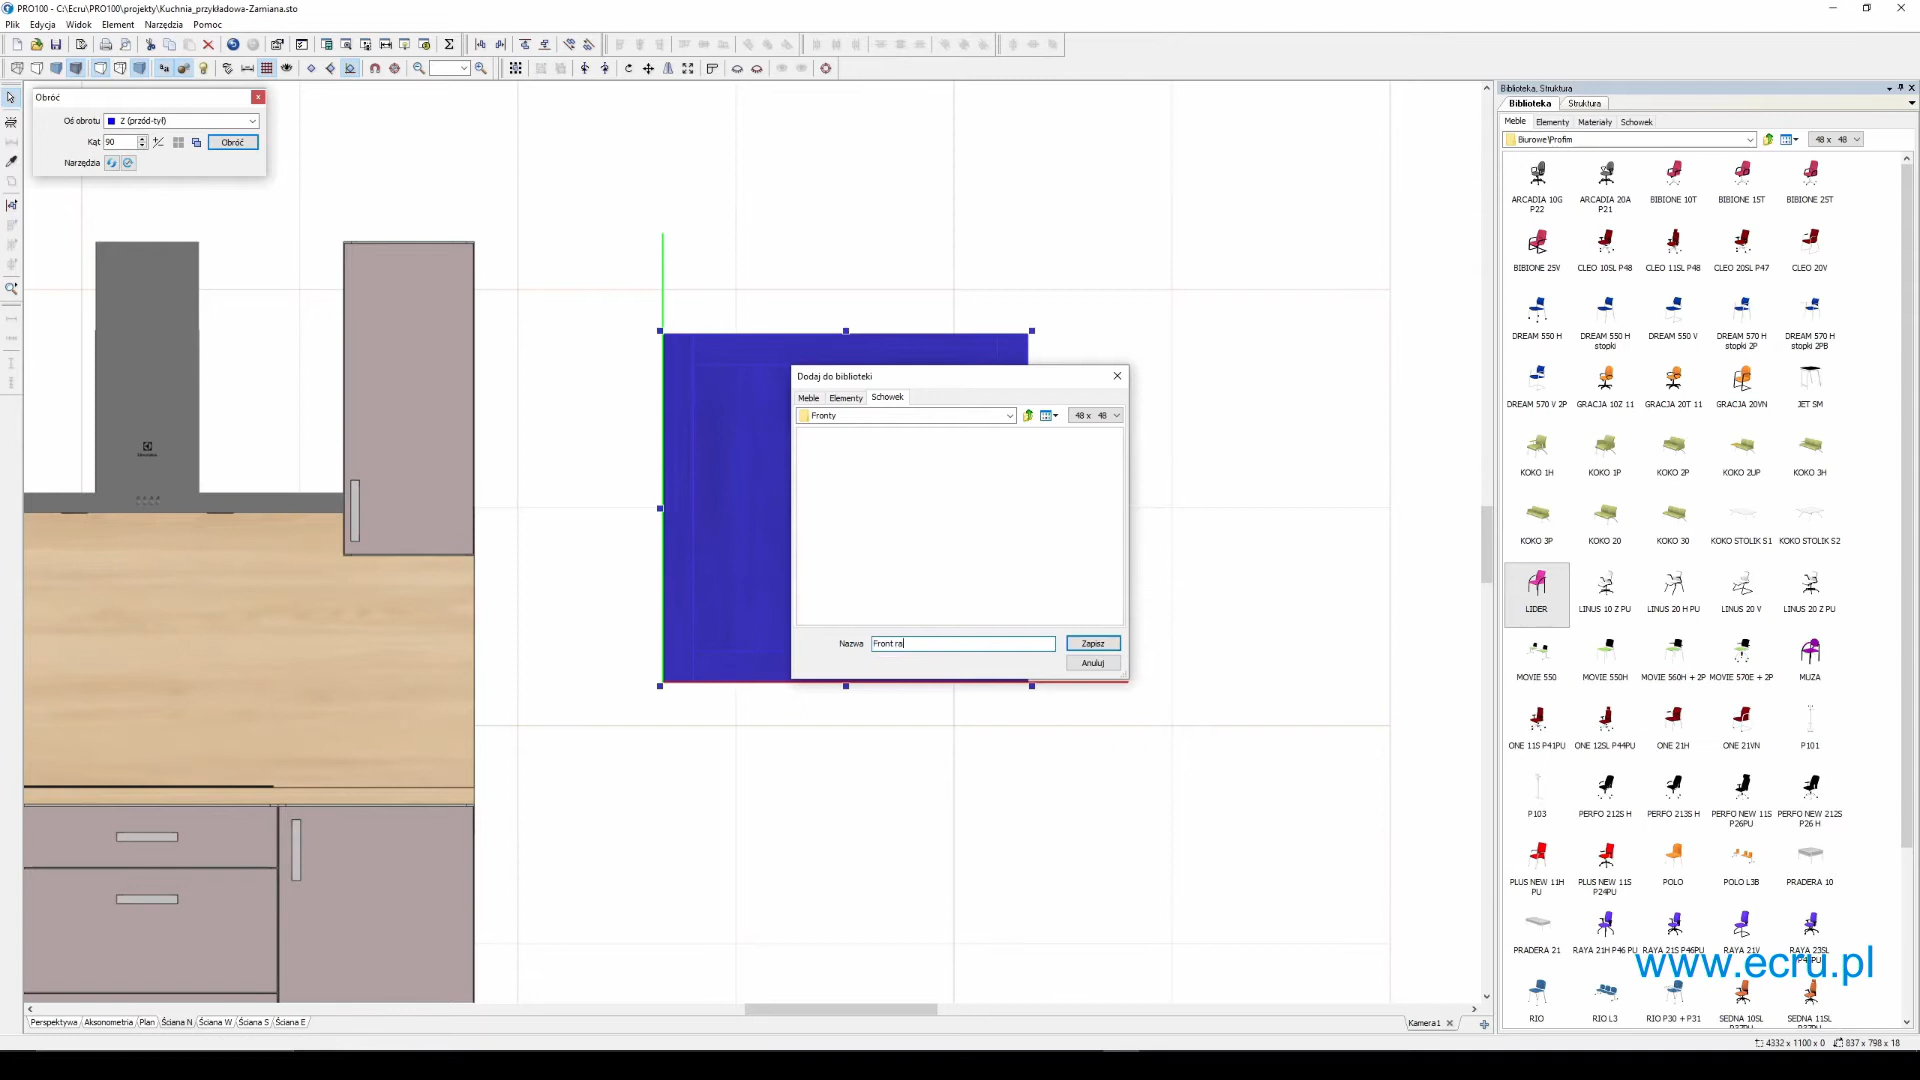 PRO100 - C:\Ecru\PRO100\projekty\Kuchnia_przykładowa-Zamiana.sto
Plik Edycja Widok Element Narzędzia Pomoc
Obróć
Oś obrotu Z (przód-tył)
Kąt 90 Obróć
Narzędzia
Electrolux
Dodaj do biblioteki
Meble Elementy Schowek
Fronty 48 x 48
Nazwa Front ra
Zapisz
Anuluj
Biblioteka, Struktura
Biblioteka Struktura
Meble Elementy Materiały Schowek
Biurowe\Profim 48 x 48
ARCADIA 10G P22 ARCADIA 20A P21 BIBIONE 10T BIBIONE 15T BIBIONE 25T
BIBIONE 25V CLEO 10SL P48 CLEO 11SL P48 CLEO 20SL P47 CLEO 20V
DREAM 550 H DREAM 550 H stopki DREAM 550 V DREAM 570 H stopki 2P DREAM 570 H stopki 2PB
DREAM 570 V 2P GRACJA 10Z 11 GRACJA 20T 11 GRACJA 20VN JET SM
KOKO 1H KOKO 1P KOKO 2P KOKO 2UP KOKO 3H
KOKO 3P KOKO 20 KOKO 30 KOKO STOLIK S1 KOKO STOLIK S2
LIDER LINUS 10 Z PU LINUS 20 H PU LINUS 20 V LINUS 20 Z PU
MOVIE 550 MOVIE 550H MOVIE 560H + 2P MOVIE 570E + 2P MUZA
ONE 11S P41PU ONE 12SL P44PU ONE 21H ONE 21VN P101
P103 PERFO 212S H PERFO 213S H PERFO NEW 11S P26PU PERFO NEW 212S P26 H
PLUS NEW 11H PU PLUS NEW 11S P24PU POLO POLO L3B PRADERA 10
PRADERA 21 RAYA 21H P46 PU RAYA 21S P46PU RAYA 21V RAYA 23SL
www.ecru.pl
RIO RIO L3 RIO P30 + P31 SEDNA 10SL SEDNA 11SL
Perspektywa Aksonometria Plan Ściana N Ściana W Ściana S Ściana E
Kamera1
4332 x 1100 x 0 837 x 798 x 18